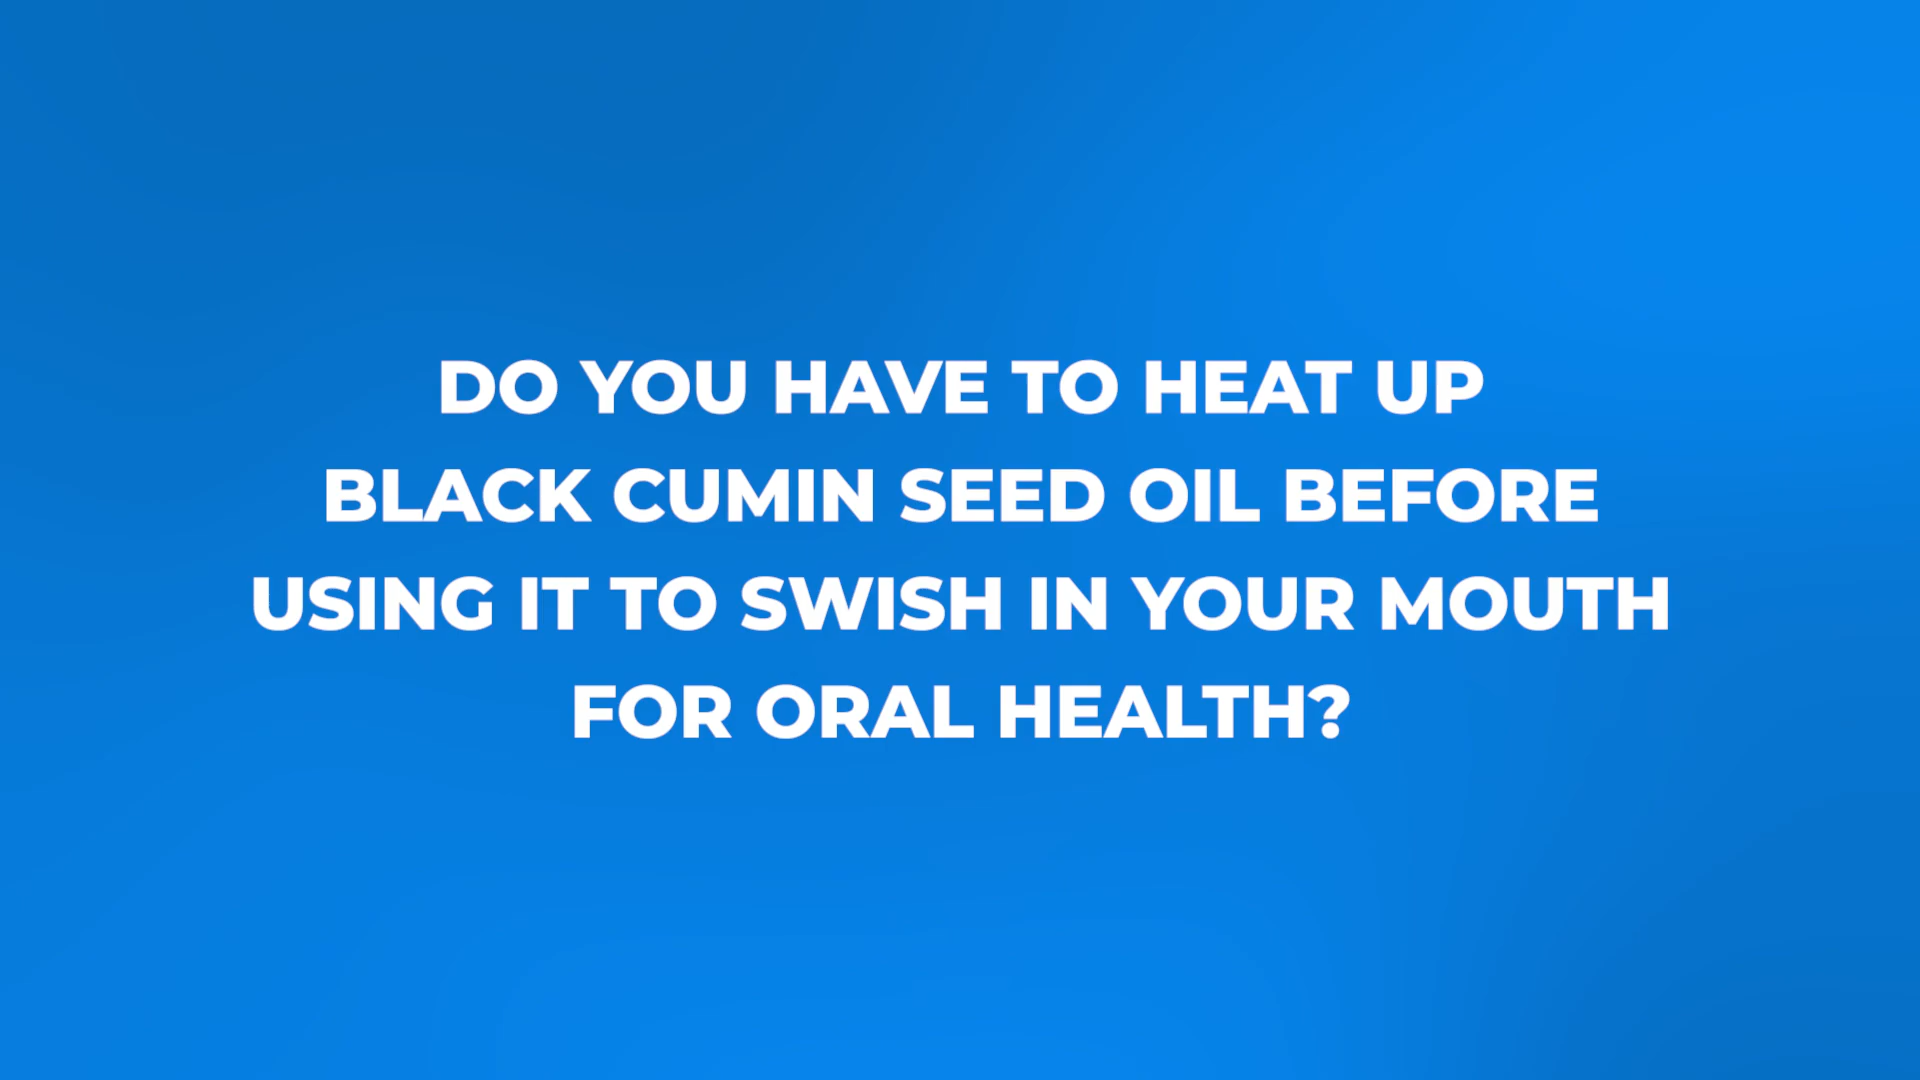 DO YOU HAVE TO HEAT UP
BLACK CUMIN SEED OIL BEFORE
USING IT TO SWISH IN YOUR MOUTH
FOR ORAL HEALTH?